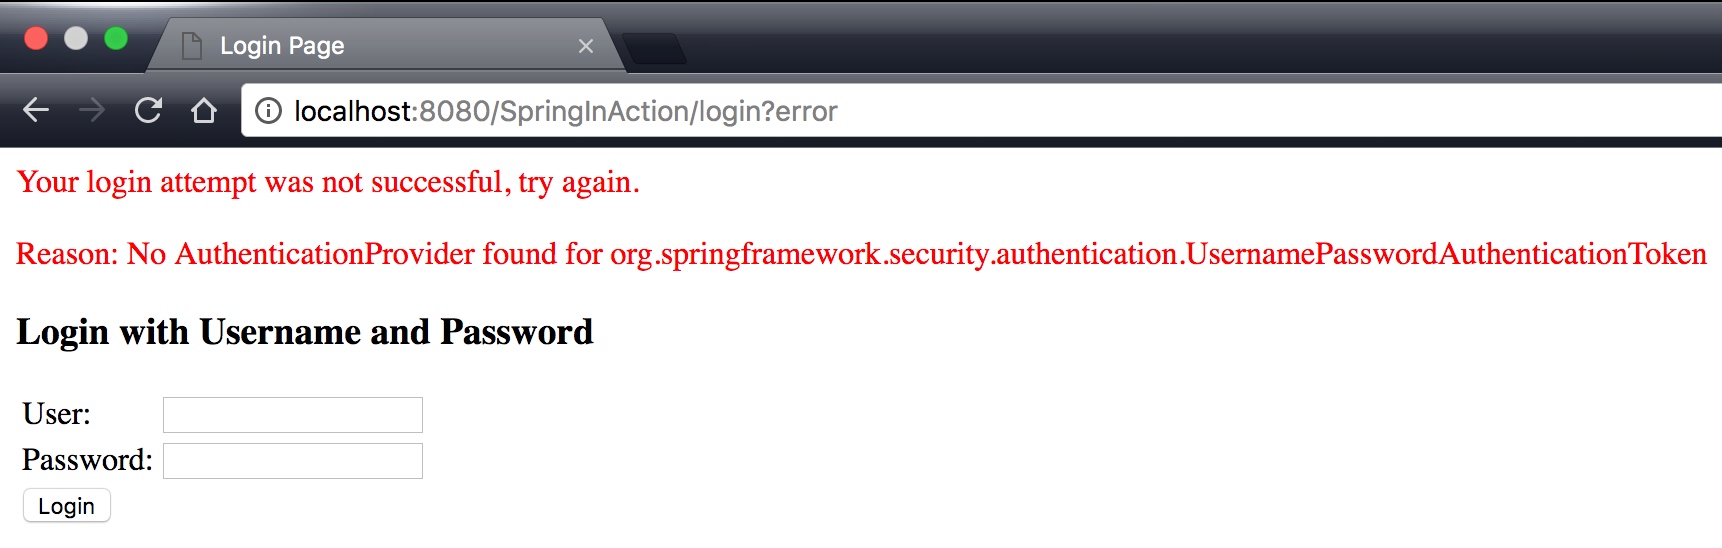 Login Page
localhost:8080/SpringInAction/login?error
Your login attempt was not successful, try again.
Reason: No AuthenticationProvider found for org.springframework.security.authentication.UsernamePasswordAuthenticationToken
Login with Username and Password
User:
Password:
Login